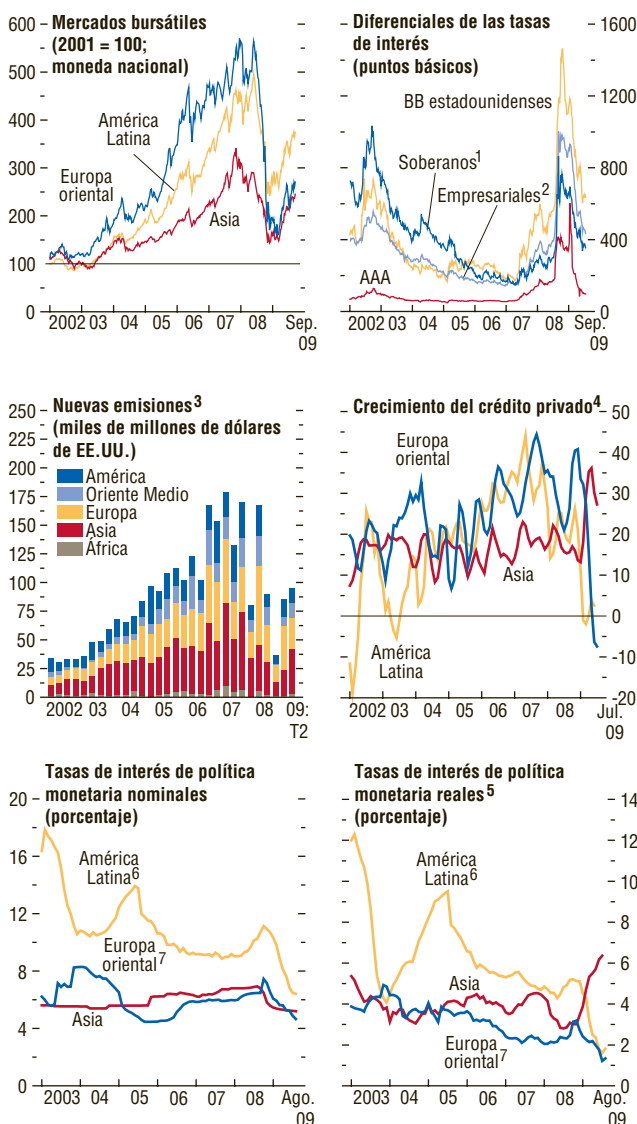 Mercados bursátiles
(2001 = 100;
moneda nacional)
600
500
400
300
200
100
0
América
Latina
Europa
oriental
Asia
2002 03 04 05 06 07 08 Sep.
09
Diferenciales de las tasas
de interés
(puntos básicos)
1600
1200
800
400
0
BB estadounidenses
Soberanos1
Empresariales2
AAA
2002 03 04 05 06 07 08 Sep.
09
Nuevas emisiones3
(miles de millones de dólares
de EE.UU.)
250
225
200
175
150
125
100
75
50
25
0
América
Oriente Medio
Europa
Asia
África
2002 03 04 05 06 07 08 09:
T2
Crecimiento del crédito privado4
50
40
30
20
10
0
-10
-20
Europa
oriental
Asia
América
Latina
2002 03 04 05 06 07 08 Jul.
09
Tasas de interés de política
monetaria nominales
(porcentaje)
20
16
12
8
4
0
América
Latina6
Europa
oriental7
Asia
2003 04 05 06 07 08 Ago.
09
Tasas de interés de política
monetaria reales5
(porcentaje)
14
12
10
8
6
4
2
0
América
Latina6
Asia
Europa
oriental7
2003 04 05 06 07 08 Ago.
09